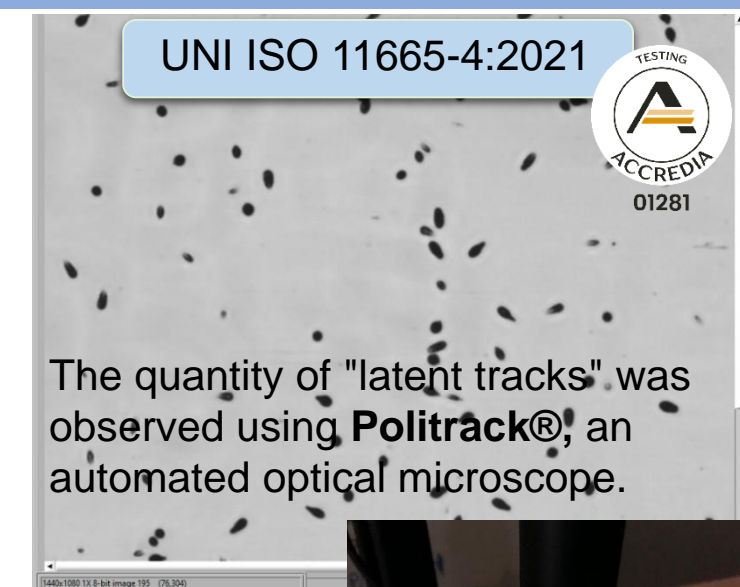 UNI ISO 11665-4:2021
TESTING
ACCREDIA
01281
The quantity of "latent tracks" was
observed using Politrack®, an
automated optical microscope.
1440x1080 1X 8-bit image 195 (76,304)